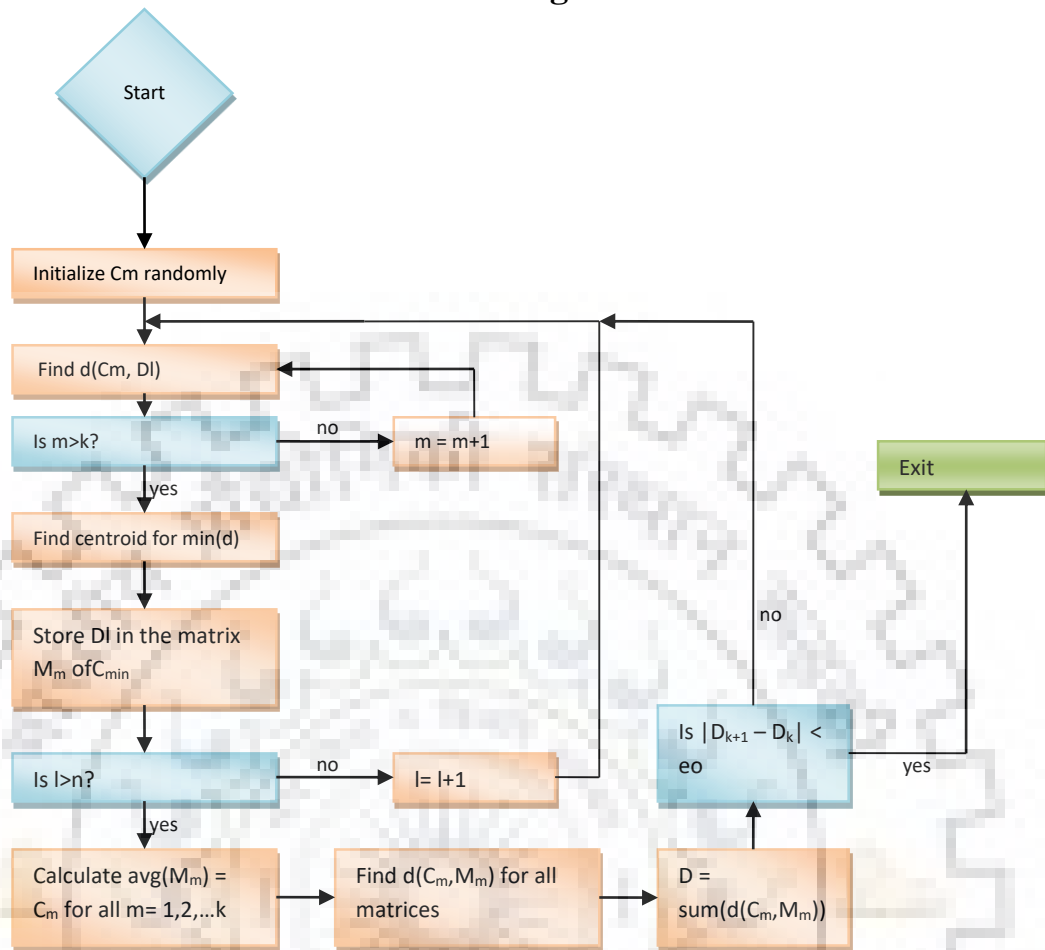 Start
Initialize Cm randomly
Find d(Cm, Dl)
Is m>k?
no
m = m+1
yes
Find centroid for min(d)
Store Dl in the matrix
Mₘ ofCₘᵢₙ
Is l>n?
no
l= l+1
yes
Calculate avg(Mₘ) =
Cₘ for all m= 1,2,...k
Find d(Cₘ,Mₘ) for all
matrices
D =
sum(d(Cₘ,Mₘ))
Is |Dₖ₊₁ – Dₖ| <
eo
no
yes
Exit